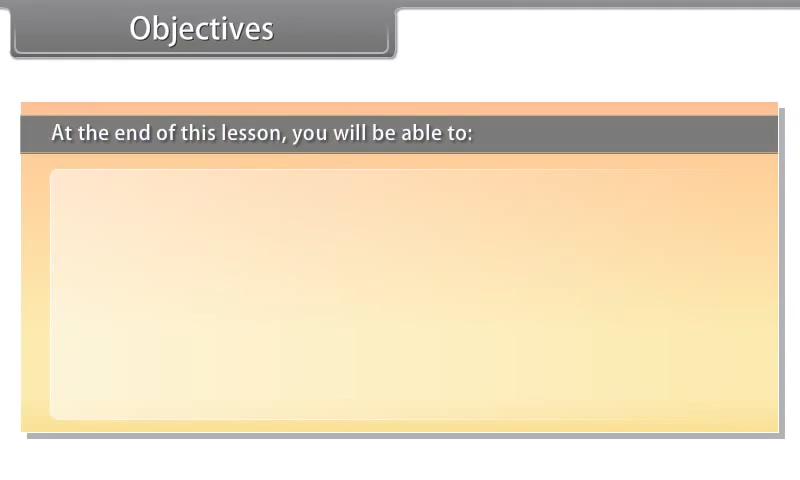 Objectives
At the end of this lesson, you will be able to: